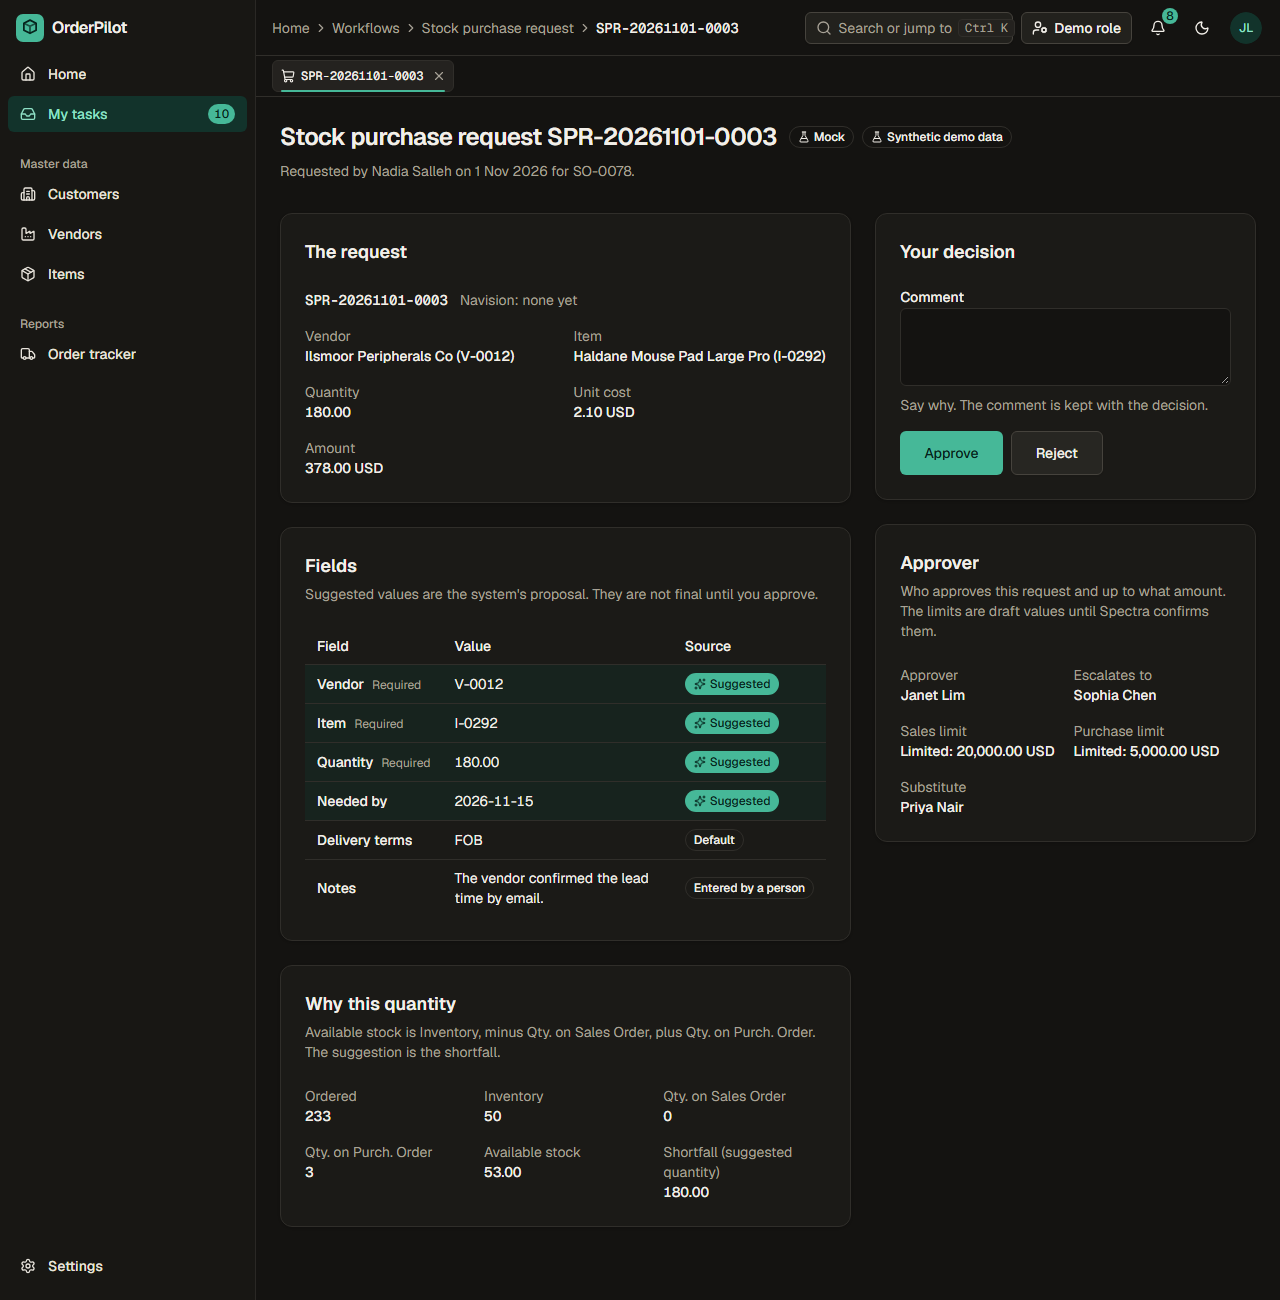 OrderPilot
Home
My tasks 10
Master data
Customers
Vendors
Items
Reports
Order tracker
Settings
Home > Workflows > Stock purchase request > SPR-20261101-0003
Search or jump to Ctrl K
Demo role
8
JL
SPR-20261101-0003
Stock purchase request SPR-20261101-0003 Mock Synthetic demo data
Requested by Nadia Salleh on 1 Nov 2026 for SO-0078.
The request
SPR-20261101-0003 Navision: none yet
Vendor Item
Ilsmoor Peripherals Co (V-0012) Haldane Mouse Pad Large Pro (I-0292)
Quantity Unit cost
180.00 2.10 USD
Amount
378.00 USD
Fields
Suggested values are the system's proposal. They are not final until you approve.
Field Value Source
Vendor Required V-0012 Suggested
Item Required I-0292 Suggested
Quantity Required 180.00 Suggested
Needed by 2026-11-15 Suggested
Delivery terms FOB Default
Notes The vendor confirmed the lead time by email. Entered by a person
Why this quantity
Available stock is Inventory, minus Qty. on Sales Order, plus Qty. on Purch. Order.
The suggestion is the shortfall.
Ordered Inventory Qty. on Sales Order
233 50 0
Qty. on Purch. Order Available stock Shortfall (suggested quantity)
3 53.00 180.00
Your decision
Comment
Say why. The comment is kept with the decision.
Approve Reject
Approver
Who approves this request and up to what amount.
The limits are draft values until Spectra confirms
them.
Approver Escalates to
Janet Lim Sophia Chen
Sales limit Purchase limit
Limited: 20,000.00 USD Limited: 5,000.00 USD
Substitute
Priya Nair